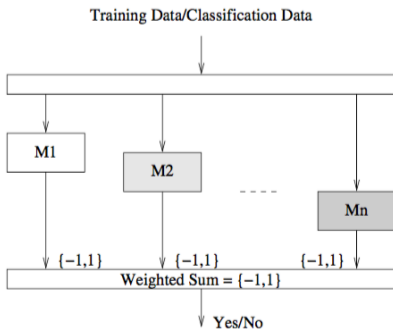 Training Data/Classification Data
M1
M2
Mn
{−1,1} {−1,1} {−1,1}
Weighted Sum = {−1,1}
Yes/No